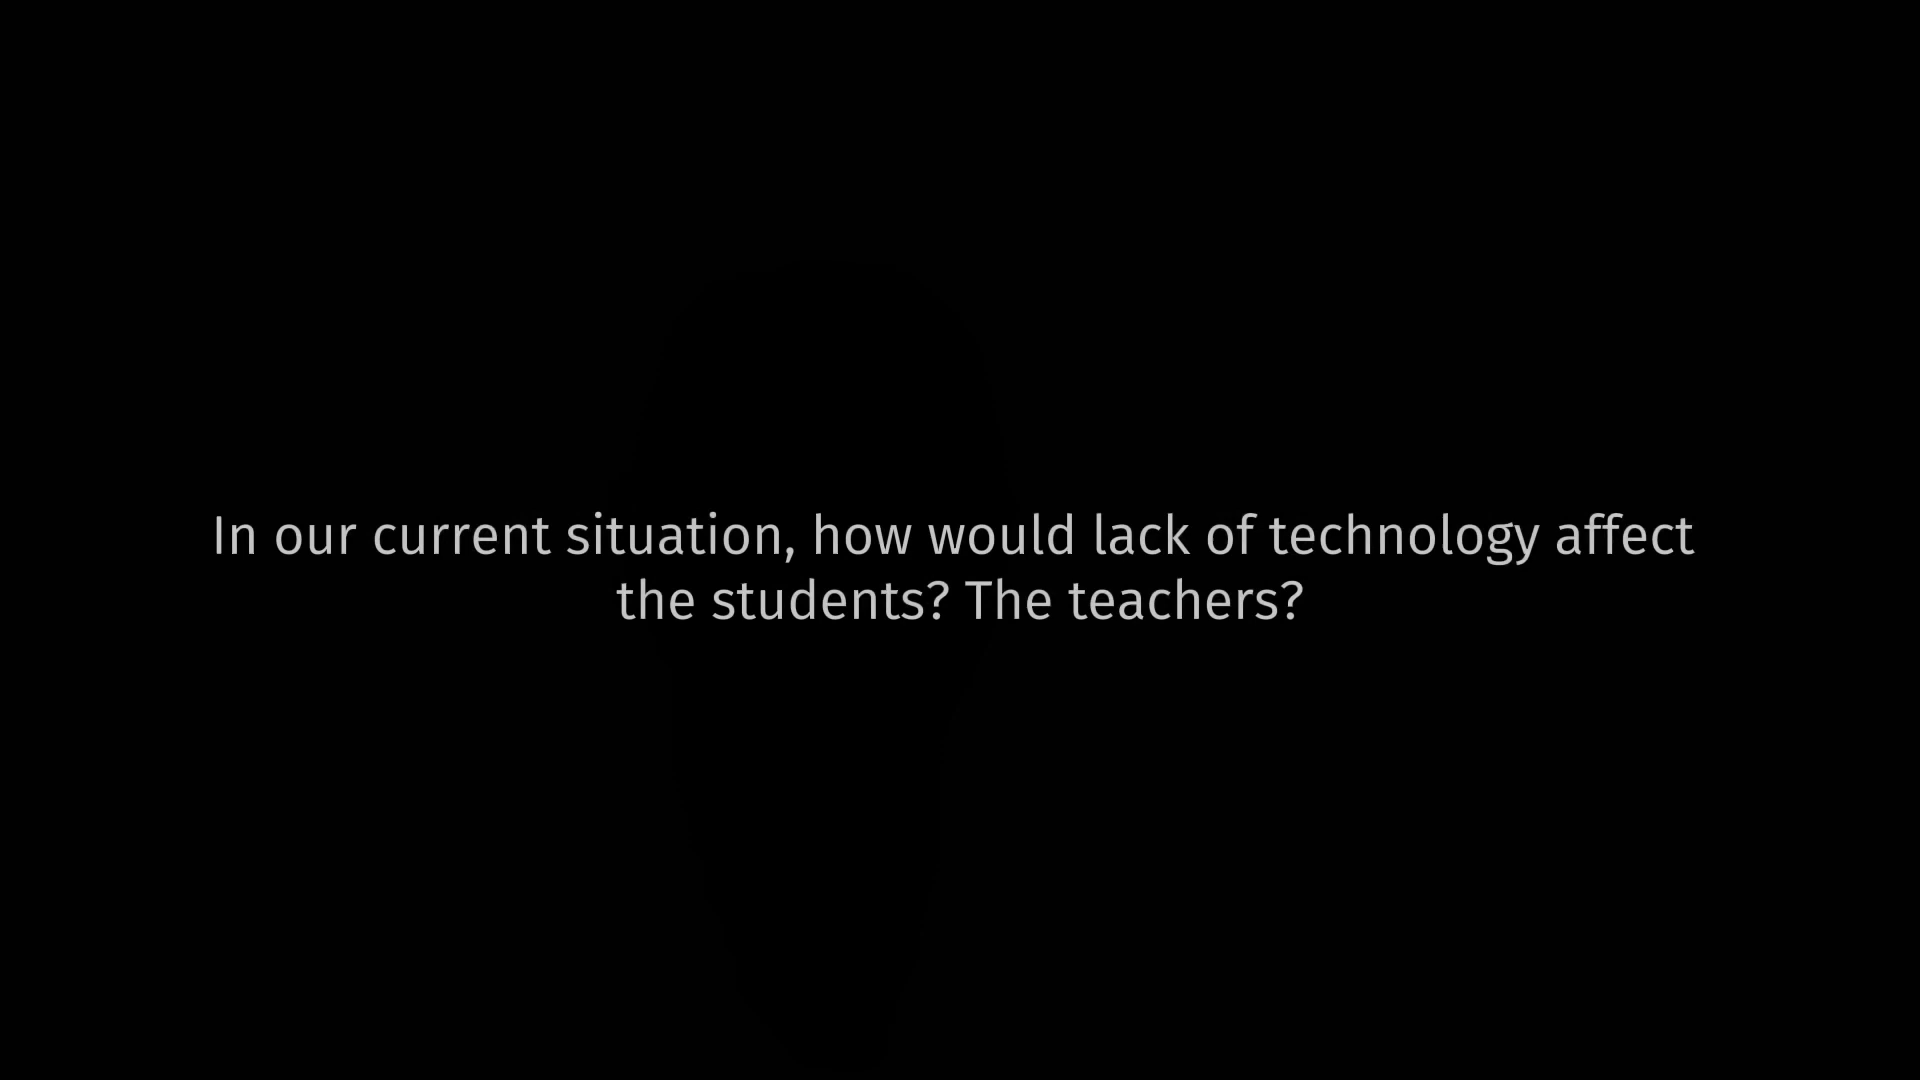 In our current situation, how would lack of technology affect
the students? The teachers?